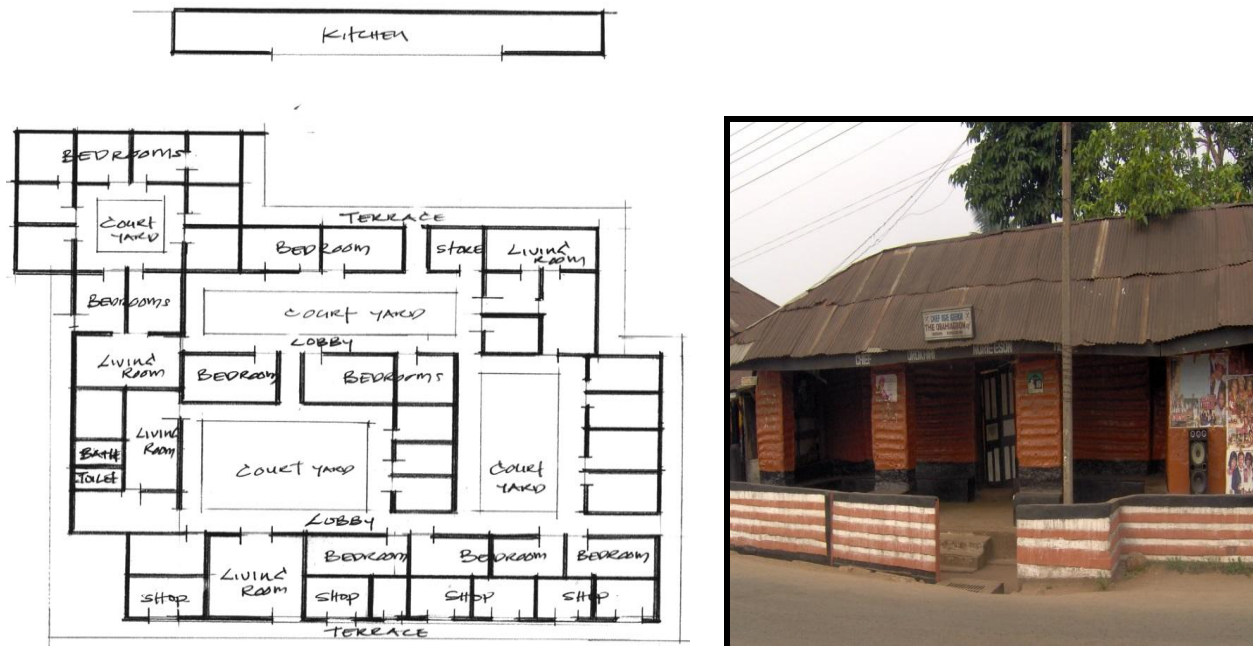 KITCHEN
BEDROOMS
COURT
YARD
TERRACE
BEDROOM
STORE
LIVING
ROOM
BEDROOMS
COURT YARD
LOBBY
LIVING
ROOM
BEDROOM
BEDROOMS
LIVING
ROOM
BATH
TOILET
COURT YARD
COURT
YARD
LOBBY
BEDROOM
BEDROOM
BEDROOM
LIVING
ROOM
SHOP
SHOP
SHOP
SHOP
TERRACE
THE OBAHIAGBON OF
CHIEF